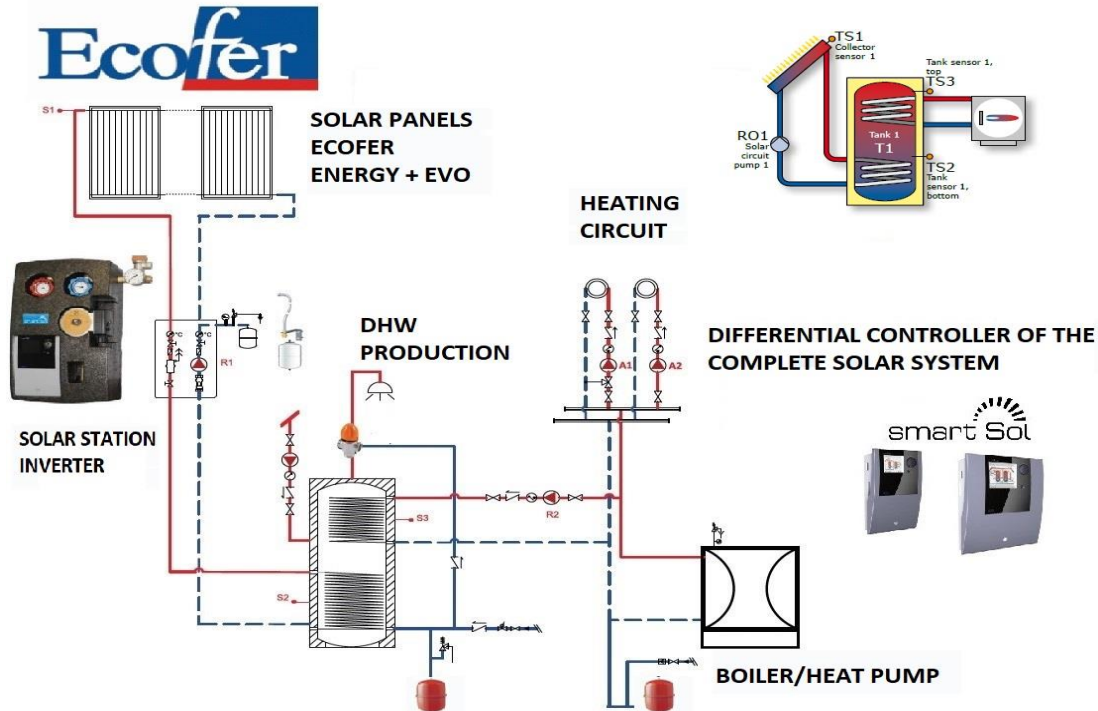 Ecofer
S1
SOLAR PANELS
ECOFER
ENERGY + EVO
TS1
Collector
sensor 1
Tank sensor 1,
top
TS3
RO1
Solar
circuit
pump 1
Tank 1
T1
TS2
Tank
sensor 1,
bottom
HEATING
CIRCUIT
R1
DHW
PRODUCTION
A1
A2
DIFFERENTIAL CONTROLLER OF THE
COMPLETE SOLAR SYSTEM
smart Sol
SOLAR STATION
INVERTER
S3
R2
S2
BOILER/HEAT PUMP